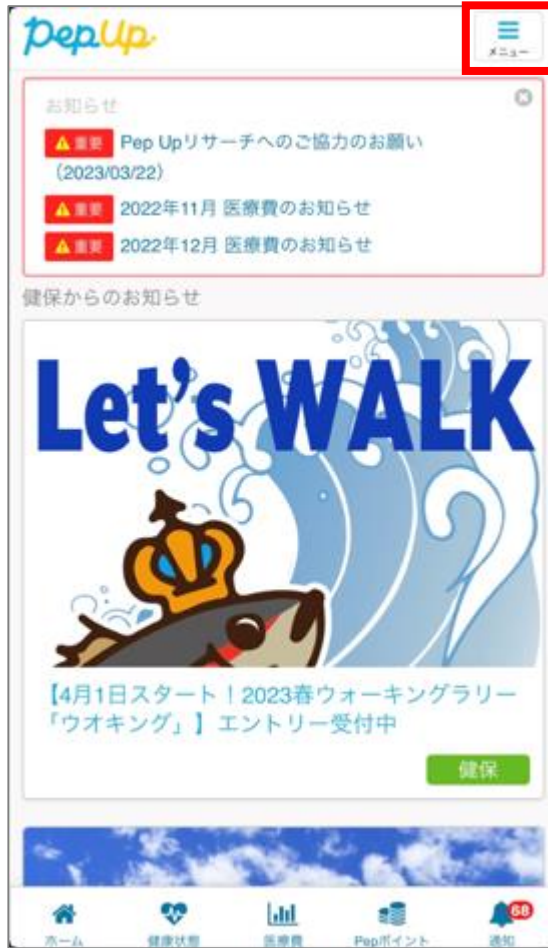 PepUp
メニュー
お知らせ
重要 Pep Upリサーチへのご協力のお願い
（2023/03/22）
重要 2022年11月 医療費のお知らせ
重要 2022年12月 医療費のお知らせ
健保からのお知らせ
Let's WALK
【4月1日スタート！2023春ウォーキングラリー
「ウオキング」】エントリー受付中
健保
68
ホーム 健康状態 医療費 Pepポイント 通知